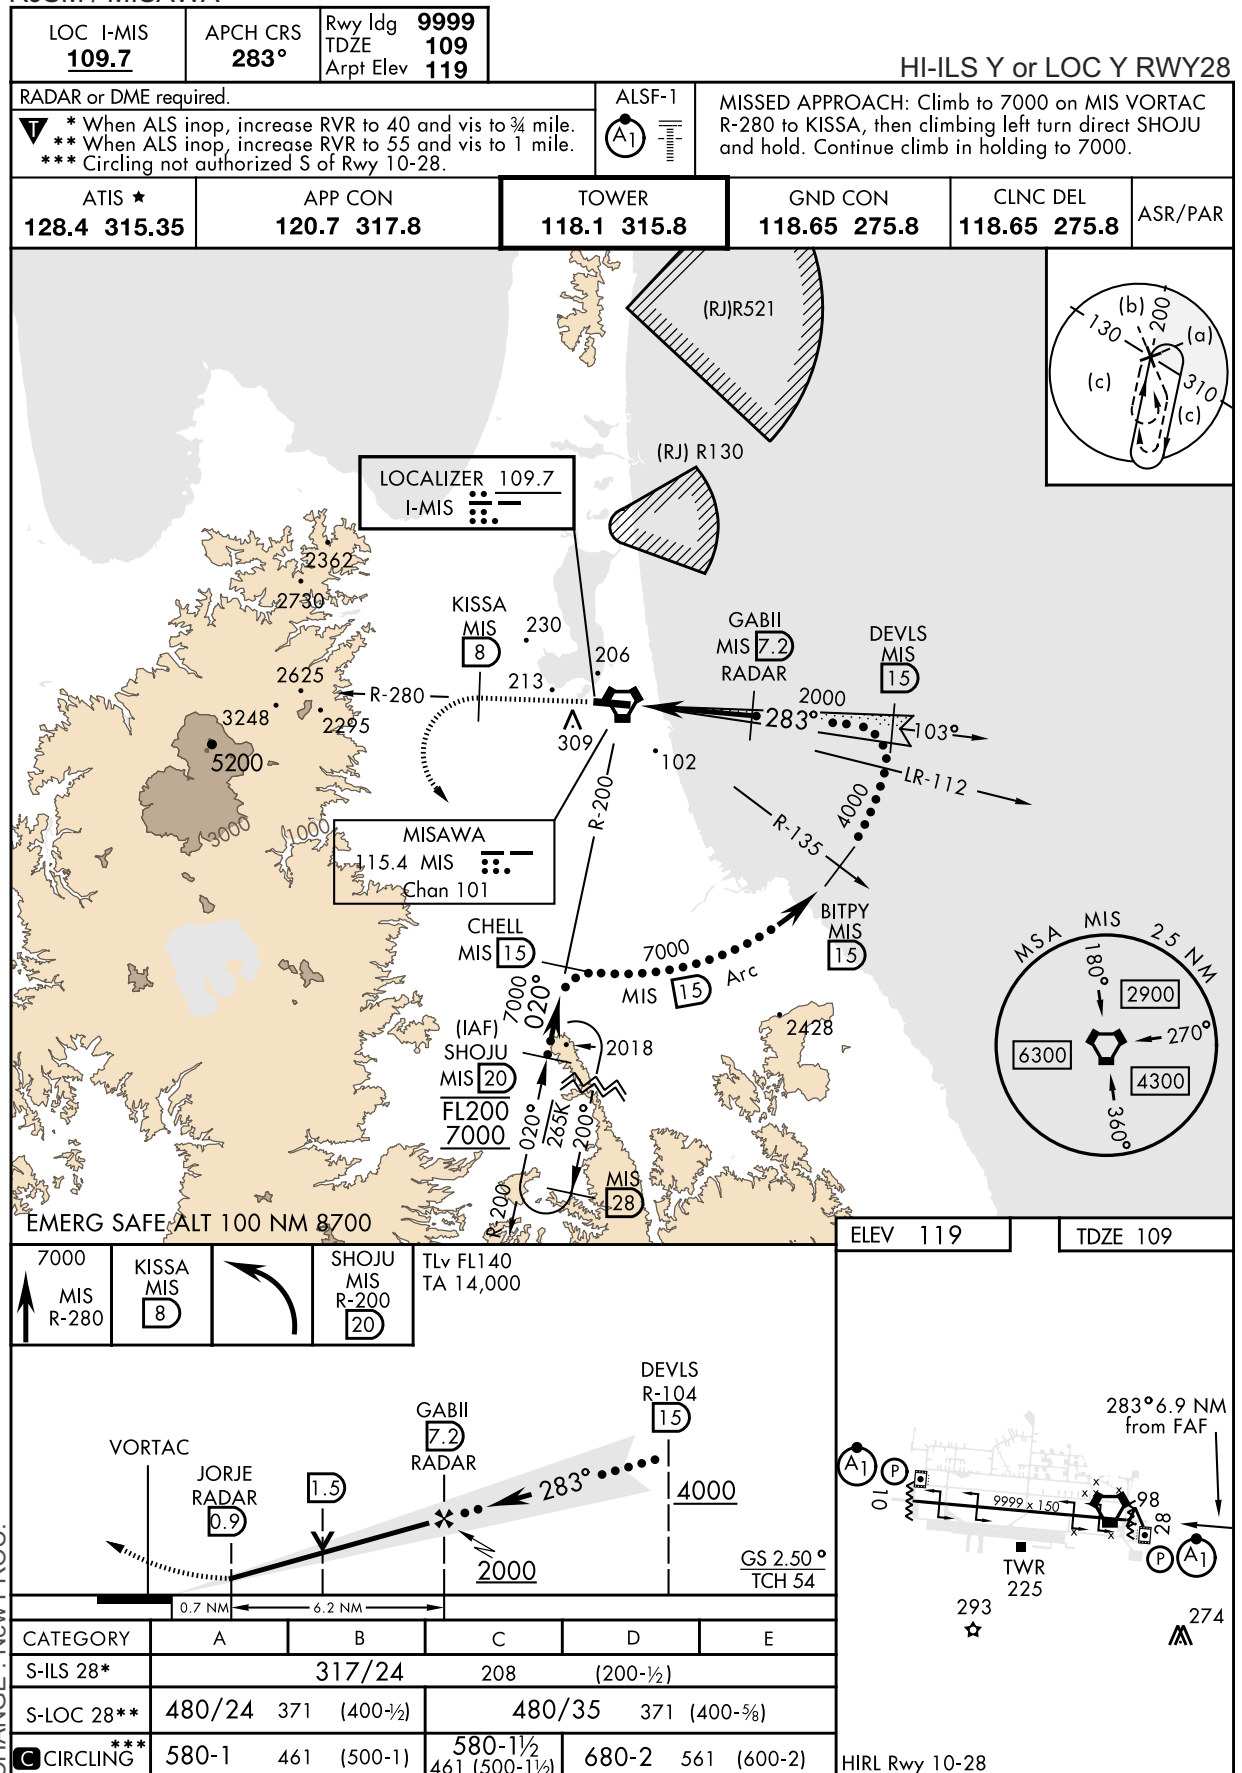 LOC I-MIS
109.7
APCH CRS
283°
Rwy ldg 9999
TDZE 109
Arpt Elev 119
HI-ILS Y or LOC Y RWY28
RADAR or DME required.
T
* When ALS inop, increase RVR to 40 and vis to ¾ mile.
** When ALS inop, increase RVR to 55 and vis to 1 mile.
*** Circling not authorized S of Rwy 10-28.
ALSF-1
A1
MISSED APPROACH: Climb to 7000 on MIS VORTAC
R-280 to KISSA, then climbing left turn direct SHOJU
and hold. Continue climb in holding to 7000.
ATIS ★
128.4 315.35
APP CON
120.7 317.8
TOWER
118.1 315.8
GND CON
118.65 275.8
CLNC DEL
118.65 275.8
ASR/PAR
(RJ)R521
(RJ) R130
(b)
200
(a)
130
(c)
310
(c)
LOCALIZER 109.7
I-MIS
2362
2730
2625
3248
2295
5200
3000
1000
KISSA
MIS
8
230
213
206
R-280
309
102
GABII
MIS 7.2
RADAR
DEVLS
MIS
15
2000
283°
103°
LR-112
4000
R-135
R-200
MISAWA
115.4 MIS
Chan 101
BITPY
MIS
15
CHELL
MIS 15
7000
MIS 15 Arc
7000
020°
(IAF)
SHOJU
MIS 20
FL200
7000
2018
2428
020°
265K
200°
MIS
28
R-200
MSA MIS 25 NM
180°
2900
270°
6300
4300
360°
EMERG SAFE ALT 100 NM 8700
ELEV 119
TDZE 109
7000
MIS
R-280
KISSA
MIS
8
SHOJU
MIS
R-200
20
TLv FL140
TA 14,000
VORTAC
JORJE
RADAR
0.9
1.5
GABII
7.2
RADAR
DEVLS
R-104
15
283°
4000
2000
GS 2.50°
TCH 54
0.7 NM
6.2 NM
283° 6.9 NM
from FAF
A1
P
10
9999 x 150
98
28
P
A1
TWR
225
293
274
HIRL Rwy 10-28
CATEGORY A B C D E
S-ILS 28* 317/24 208 (200-½)
S-LOC 28** 480/24 371 (400-½) 480/35 371 (400-⅝)
C CIRCLING*** 580-1 461 (500-1) 580-1½ 461 (500-1½) 680-2 561 (600-2)